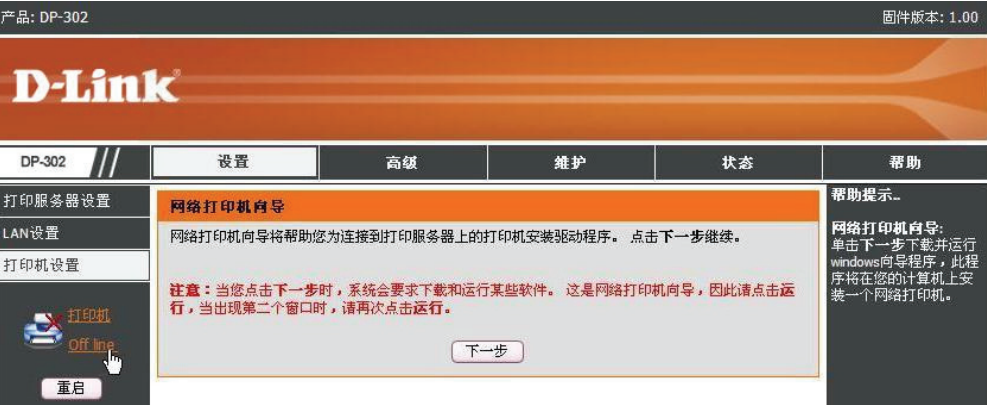 产品: DP-302
固件版本: 1.00
D-Link
DP-302
设置
高级
维护
状态
帮助
打印服务器设置
LAN设置
打印机设置
打印机
Off line
重启
网络打印机向导
网络打印机向导将帮助您为连接到打印服务器上的打印机安装驱动程序。 点击下一步继续。
注意：当您点击下一步时，系统会要求下载和运行某些软件。 这是网络打印机向导，因此请点击运
行，当出现第二个窗口时，请再次点击运行。
下一步
帮助提示..
网络打印机向导:
单击下一步下载并运行
windows向导程序，此程
序将在您的计算机上安
装一个网络打印机。